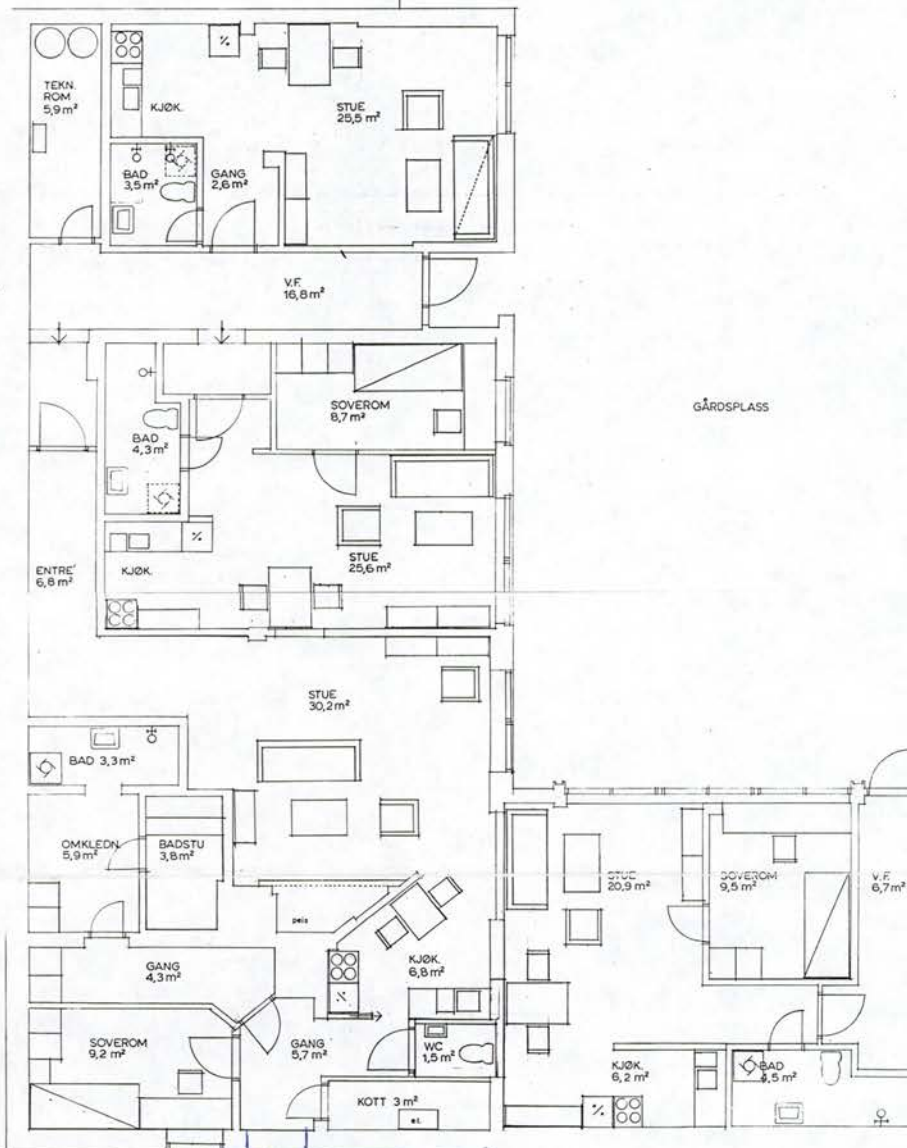 TEKN.
ROM
5,9 m²
KJØK.
%
STUE
25,5 m²
BAD
3,5 m²
GANG
2,6 m²
V.F.
16,8 m²
SOVEROM
8,7 m²
GÅRDSPLASS
BAD
4,3 m²
%
STUE
25,6 m²
ENTRE´
6,8 m²
KJØK.
STUE
30,2 m²
BAD 3,3 m²
OMKLEDN.
5,9 m²
BADSTU
3,8 m²
STUE
20,9 m²
SOVEROM
9,5 m²
V.F.
6,7 m²
peis
KJØK.
6,8 m²
GANG
4,3 m²
%
SOVEROM
9,2 m²
GANG
5,7 m²
WC
1,5 m²
KJØK.
6,2 m²
%
BAD
4,5 m²
KOTT 3 m²
el.